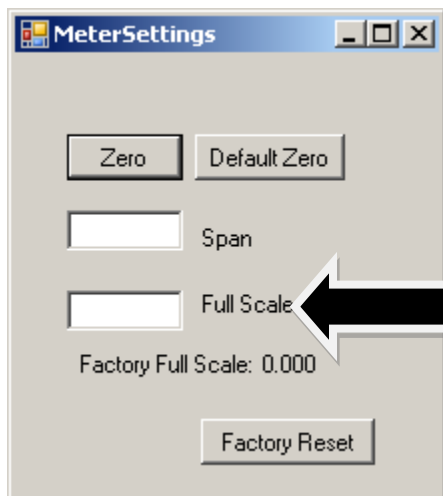 MeterSettings
Zero
Default Zero
Span
Full Scale
Factory Full Scale: 0.000
Factory Reset